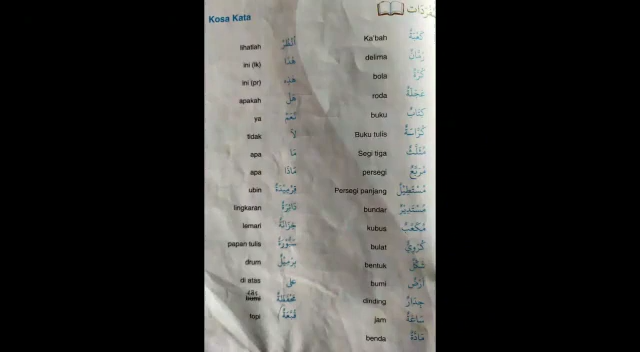 المفردات
Kosa Kata
Ka'bah كَعْبَةٌ
delima رُمَّانٌ
bola كُرَةٌ
roda عَجَلَةٌ
buku كِتَابٌ
Buku tulis كُرَّاسَةٌ
Segi tiga مُثَلَّثٌ
persegi مُرَبَّعٌ
Persegi panjang مُسْتَطِيْلٌ
bundar مُسْتَدِيْرٌ
kubus مُكَعَّبٌ
bulat كُرَوِيٌّ
bentuk شَكْلٌ
bumi أَرْضٌ
dinding جِدَارٌ
jam سَاعَةٌ
benda مَادَّةٌ
lihatlah اُنْظُرْ
ini (lk) هٰذَا
ini (pr) هٰذِهِ
apakah هَلْ
ya نَعَمْ
tidak لَا
apa مَا
apa مَاذَا
ubin قِرْمِيْدَةٌ
lingkaran دَائِرَةٌ
lemari خِزَانَةٌ
papan tulis سَبُّوْرَةٌ
drum بِرْمِيْلٌ
di atas عَلَى
bumi مِحْفَظَةٌ
topi قُبَّعَةٌ